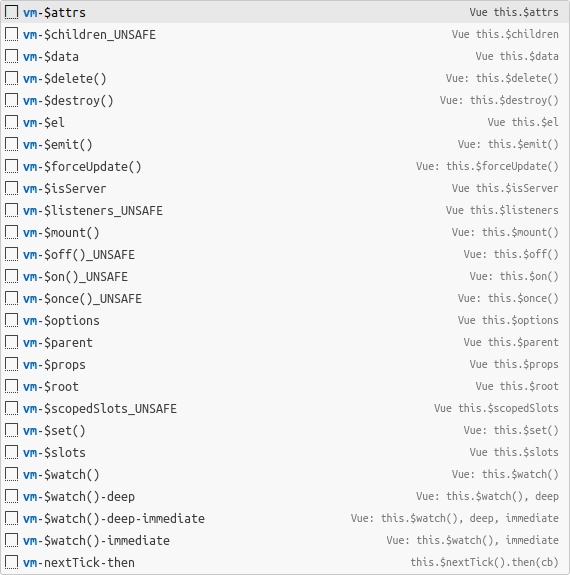 vm-$attrs Vue this.$attrs
vm-$children_UNSAFE Vue this.$children
vm-$data Vue this.$data
vm-$delete() Vue: this.$delete()
vm-$destroy() Vue: this.$destroy()
vm-$el Vue this.$el
vm-$emit() Vue: this.$emit()
vm-$forceUpdate() Vue: this.$forceUpdate()
vm-$isServer Vue this.$isServer
vm-$listeners_UNSAFE Vue this.$listeners
vm-$mount() Vue: this.$mount()
vm-$off()_UNSAFE Vue: this.$off()
vm-$on()_UNSAFE Vue: this.$on()
vm-$once()_UNSAFE Vue: this.$once()
vm-$options Vue this.$options
vm-$parent Vue this.$parent
vm-$props Vue this.$props
vm-$root Vue this.$root
vm-$scopedSlots_UNSAFE Vue this.$scopedSlots
vm-$set() Vue: this.$set()
vm-$slots Vue this.$slots
vm-$watch() Vue: this.$watch()
vm-$watch()-deep Vue: this.$watch(), deep
vm-$watch()-deep-immediate Vue: this.$watch(), deep, immediate
vm-$watch()-immediate Vue: this.$watch(), immediate
vm-nextTick-then this.$nextTick().then(cb)